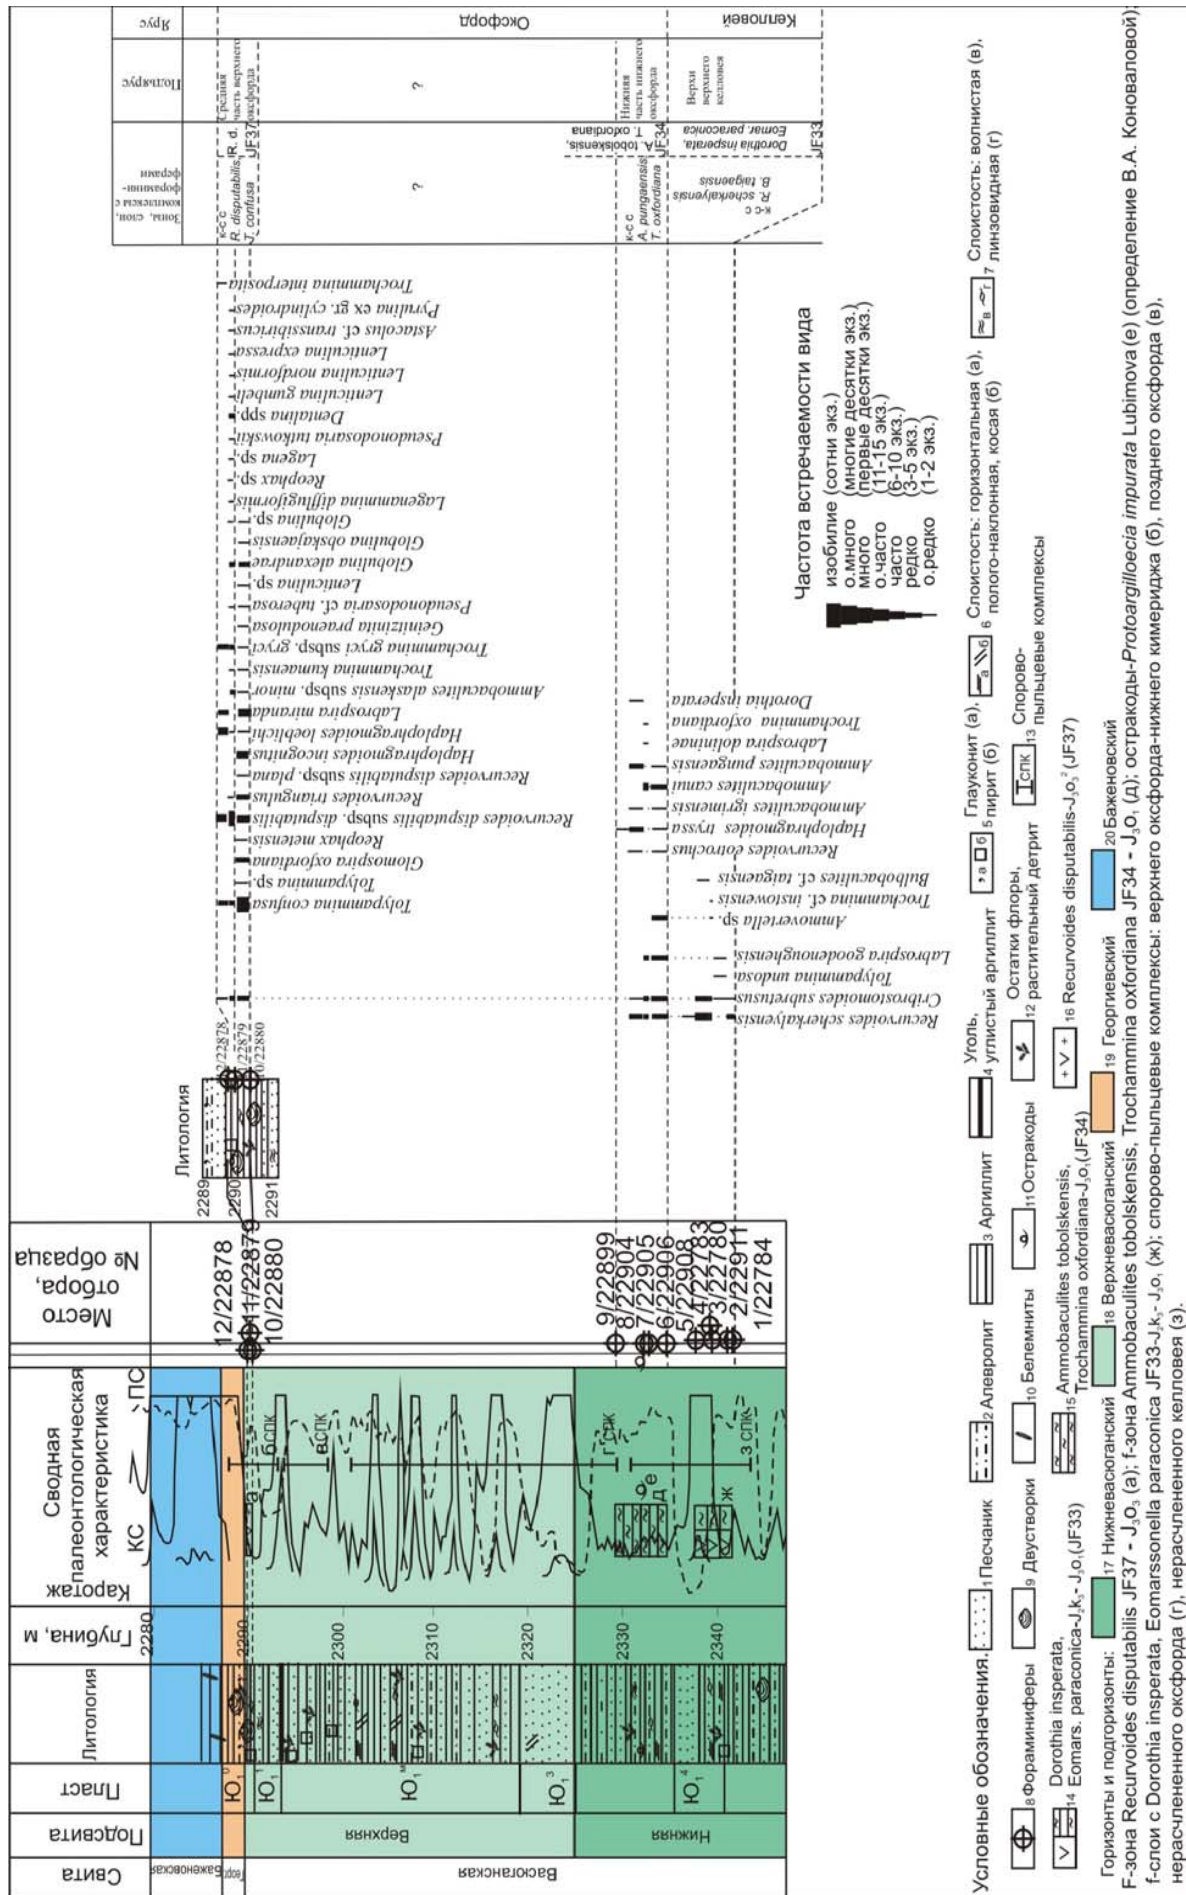 Свита
Подсвита
Пласт
Литология
Глубина, м
Каротаж
Сводная
палеонтологическая
характеристика
КС
ПС
Место
отбора,
№ образца
Баженовская
Васюганская
Верхняя
Нижняя
Ю₁⁰
Ю₁¹
Ю₁ᴹ
Ю₁³
Ю₁⁴
2280
2290
2300
2310
2320
2330
2340
а
б СПК
в СПК
г СПК
д
е
ж
з СПК
12/22878
11/22879
10/22880
9/22899
8/22904
7/22905
6/22906
5/22908
4/22783
3/22780
2/22911
1/22784
Литология
2289
2290
2291
10/22880
Trochammina interposita
Pyrulina ex gr. cylindroides
Astacolus cf. transsibiricus
Lenticulina expressa
Lenticulina nordformis
Lenticulina gumbeli
Dentalina spp.
Pseudonodosaria tutkowskii
Lagena sp.
Reophax sp.
Lagenammina difflugiformis
Globulina sp.
Globulina obskajaensis
Globulina alexandrae
Lenticulina sp.
Pseudonodosaria cf. tuberosa
Geinitzinita praenodulosa
Trochammina gryci subsp. gryci
Trochammina kumaensis
Ammobaculites alaskensis subsp. minor
Labrospira miranda
Haplophragmoides loeblichi
Haplophragmoides incognitus
Recurvoides disputabilis subsp. plana
Recurvoides triangulus
Recurvoides disputabilis subsp. disputabilis
Reophax metensis
Glomospira oxfordiana
Tolypammina sp.
Tolypammina confusa
Dorothia insperata
Trochammina oxfordiana
Labrospira dolininae
Ammobaculites pungaensis
Ammobaculites canui
Ammobaculites igrimensis
Haplophragmoides tryssa
Recurvoides eotrochus
Bulbobaculites cf. taigaensis
Trochammina cf. instowensis
Ammovertella sp.
Labrospira goodenoughensis
Tolypammina undosa
Cribrostomoides subretusus
Recurvoides scherkalyensis
Зоны, слои,
комплексы с
форамини-
ферами
Подъярус
Ярус
Оксфорд
Келловей
Средняя
часть верхнего
оксфорда
?
Нижняя
часть нижнего
оксфорда
Верхи
верхнего
келловея
R. d.
JF37
A. tobolskensis,
T. oxfordiana
JF34
Dorothia insperata,
Eomar. paraconica
JF33
к-с с
R. disputabilis,
T. confusa
?
к-с с
A. pungaensis
T. oxfordiana
к-с с
R. scherkalyensis
B. taigaensis
Частота встречаемости вида
изобилие (сотни экз.)
о.много (многие десятки экз.)
много (первые десятки экз.)
о.часто (11-15 экз.)
часто (6-10 экз.)
редко (3-5 экз.)
о.редко (1-2 экз.)
Условные обозначения.
1 Песчаник
2 Алевролит
3 Аргиллит
4 Уголь, углистый аргиллит
5 Глауконит (а), пирит (б)
6 Слоистость: горизонтальная (а), полого-наклонная, косая (б)
7 Слоистость: волнистая (в), линзовидная (г)
8 Фораминиферы
9 Двустворки
10 Белемниты
11 Остракоды
12 Остатки флоры, растительный детрит
13 Спорово-пыльцевые комплексы
СПК
14 Dorothia insperata, Eomars. paraconica-J₂k₃- J₃o₁(JF33)
15 Ammobaculites tobolskensis, Trochammina oxfordiana-J₃o₁(JF34)
16 Recurvoides disputabilis-J₃o₃² (JF37)
Горизонты и подгоризонты:
17 Нижневасюганский
18 Верхневасюганский
19 Георгиевский
20 Баженовский
F-зона Recurvoides disputabilis JF37 - J₃o₃ (а); f-зона Ammobaculites tobolskensis, Trochammina oxfordiana JF34 - J₃o₁ (д); остракоды-Protoargilloecia impurata Lubimova (е) (определение В.А. Коноваловой);
f-слои с Dorothia insperata, Eomarssonella paraconica JF33-J₂k₃- J₃o₁ (ж); спорово-пыльцевые комплексы: верхнего оксфорда-нижнего кимериджа (б), позднего оксфорда (в),
нерасчлененного оксфорда (г), нерасчлененного келловея (з).